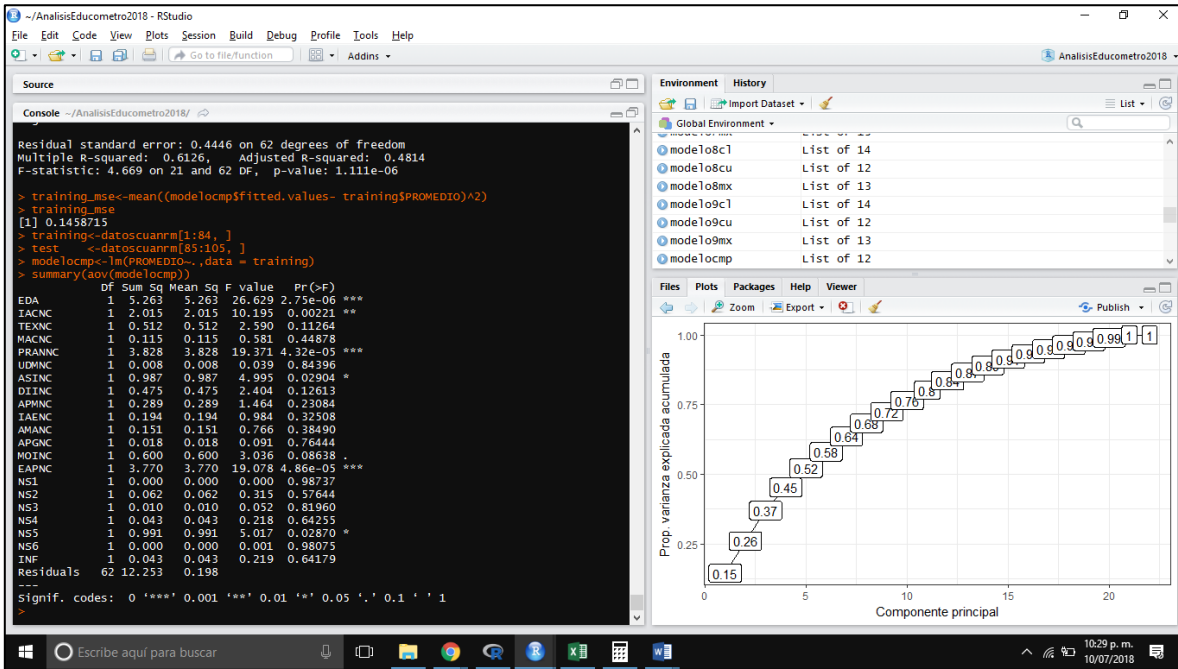 ~/AnalisisEducometro2018 - RStudio
File Edit Code View Plots Session Build Debug Profile Tools Help
Go to file/function
Addins
AnalisisEducometro2018
Source
Console ~/AnalisisEducometro2018/
Residual standard error: 0.4446 on 62 degrees of freedom
Multiple R-squared: 0.6126, Adjusted R-squared: 0.4814
F-statistic: 4.669 on 21 and 62 DF, p-value: 1.111e-06
> training_mse<-mean((modelocmp$fitted.values- training$PROMEDIO)^2)
> training_mse
[1] 0.1458715
> training<-datoscuanrm[1:84, ]
> test <-datoscuanrm[85:105, ]
> modelocmp<-lm(PROMEDIO~.,data = training)
> summary(aov(modelocmp))
Df Sum Sq Mean Sq F value Pr(>F)
EDA 1 5.263 5.263 26.629 2.75e-06 ***
IACNC 1 2.015 2.015 10.195 0.00221 **
TEXNC 1 0.512 0.512 2.590 0.11264
MACNC 1 0.115 0.115 0.581 0.44878
PRANNC 1 3.828 3.828 19.371 4.32e-05 ***
UDMNC 1 0.008 0.008 0.039 0.84396
ASINC 1 0.987 0.987 4.995 0.02904 *
DIINC 1 0.475 0.475 2.404 0.12613
APMNC 1 0.289 0.289 1.464 0.23084
IAENC 1 0.194 0.194 0.984 0.32508
AMANC 1 0.151 0.151 0.766 0.38490
APGNC 1 0.018 0.018 0.091 0.76444
MOINC 1 0.600 0.600 3.036 0.08638 .
EAPNC 1 3.770 3.770 19.078 4.86e-05 ***
NS1 1 0.000 0.000 0.000 0.98737
NS2 1 0.062 0.062 0.315 0.57644
NS3 1 0.010 0.010 0.052 0.81960
NS4 1 0.043 0.043 0.218 0.64255
NS5 1 0.991 0.991 5.017 0.02870 *
NS6 1 0.000 0.000 0.001 0.98075
INF 1 0.043 0.043 0.219 0.64179
Residuals 62 12.253 0.198
---
Signif. codes: 0 ‘***’ 0.001 ‘**’ 0.01 ‘*’ 0.05 ‘.’ 0.1 ‘ ’ 1
>
Environment History
Import Dataset
List
Global Environment
modelo8cl List of 14
modelo8cu List of 12
modelo8mx List of 13
modelo9cl List of 14
modelo9cu List of 12
modelo9mx List of 13
modelocmp List of 12
Files Plots Packages Help Viewer
Zoom Export Publish
Prop. varianza explicada acumulada
1.00
0.75
0.50
0.25
0.15
0.26
0.37
0.45
0.52
0.58
0.64
0.68
0.72
0.76
0.8
0.84
0.99
1
1
0 5 10 15 20
Componente principal
Escribe aquí para buscar
10:29 p. m.
10/07/2018